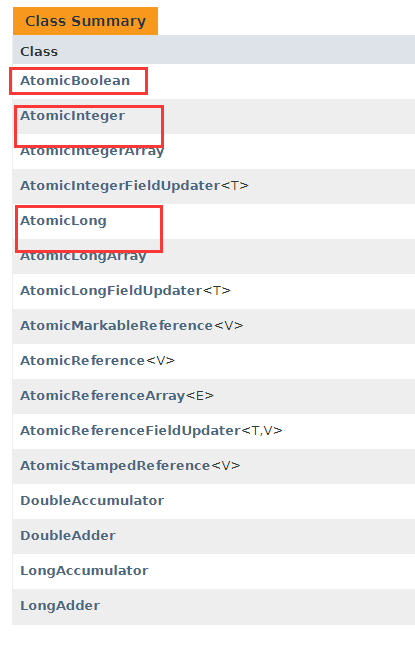 Class Summary
Class
AtomicBoolean
AtomicInteger
AtomicIntegerArray
AtomicIntegerFieldUpdater<T>
AtomicLong
AtomicLongArray
AtomicLongFieldUpdater<T>
AtomicMarkableReference<V>
AtomicReference<V>
AtomicReferenceArray<E>
AtomicReferenceFieldUpdater<T,V>
AtomicStampedReference<V>
DoubleAccumulator
DoubleAdder
LongAccumulator
LongAdder